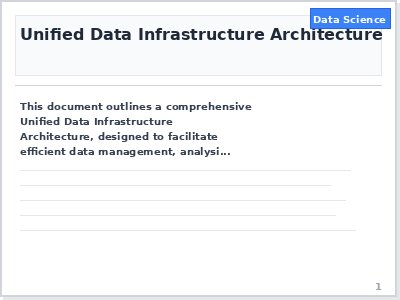 Data Science
Unified Data Infrastructure Architecture
This document outlines a comprehensive
Unified Data Infrastructure
Architecture, designed to facilitate
efficient data management, analysi...
1